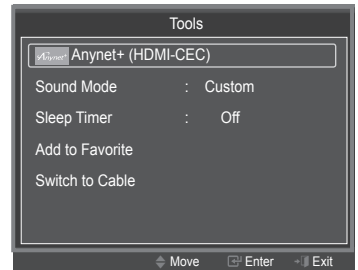 Tools
Anynet+ Anynet+ (HDMI-CEC)
Sound Mode : Custom
Sleep Timer : Off
Add to Favorite
Switch to Cable
Move Enter Exit